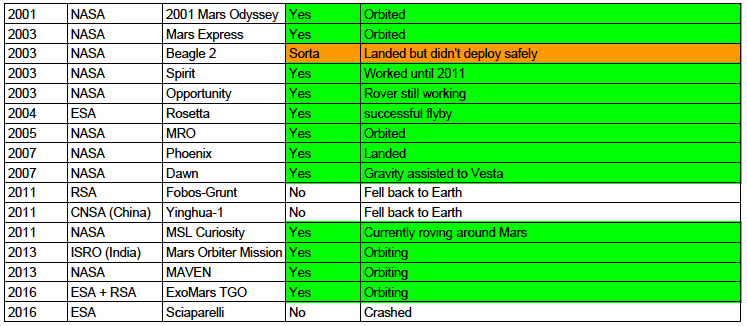 2001 NASA 2001 Mars Odyssey Yes Orbited
2003 NASA Mars Express Yes Orbited
2003 NASA Beagle 2 Sorta Landed but didn't deploy safely
2003 NASA Spirit Yes Worked until 2011
2003 NASA Opportunity Yes Rover still working
2004 ESA Rosetta Yes successful flyby
2005 NASA MRO Yes Orbited
2007 NASA Phoenix Yes Landed
2007 NASA Dawn Yes Gravity assisted to Vesta
2011 RSA Fobos-Grunt No Fell back to Earth
2011 CNSA (China) Yinghua-1 No Fell back to Earth
2011 NASA MSL Curiosity Yes Currently roving around Mars
2013 ISRO (India) Mars Orbiter Mission Yes Orbiting
2013 NASA MAVEN Yes Orbiting
2016 ESA + RSA ExoMars TGO Yes Orbiting
2016 ESA Sciaparelli No Crashed